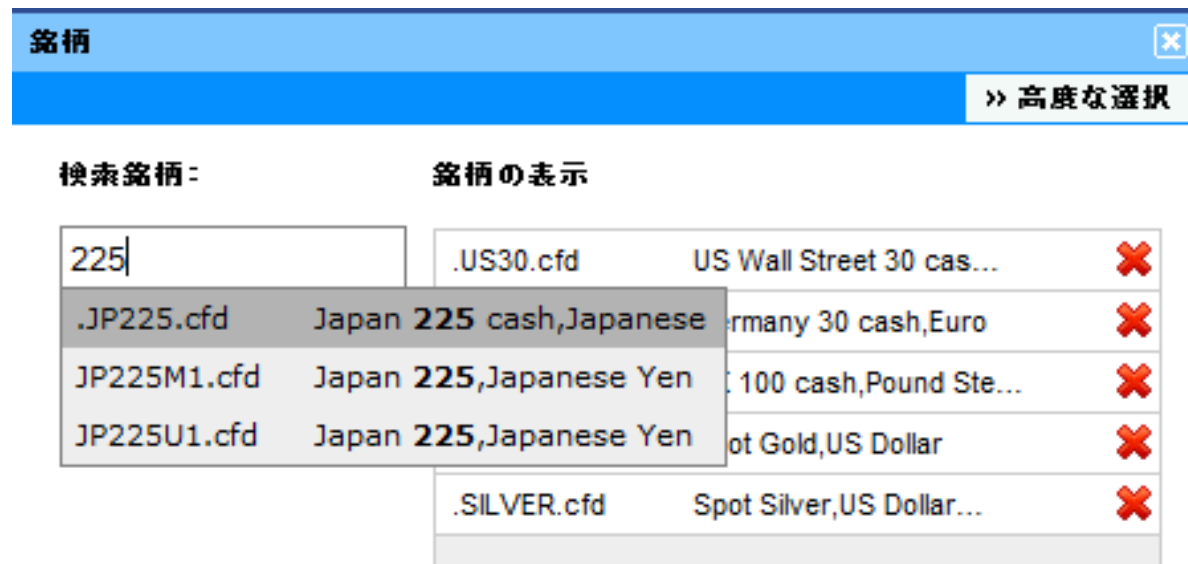 銘柄
» 高度な選択
検索銘柄:
銘柄の表示
225
.JP225.cfd Japan 225 cash,Japanese
JP225M1.cfd Japan 225,Japanese Yen
JP225U1.cfd Japan 225,Japanese Yen
.US30.cfd US Wall Street 30 cas...
rmany 30 cash,Euro
100 cash,Pound Ste...
ot Gold,US Dollar
.SILVER.cfd Spot Silver,US Dollar...